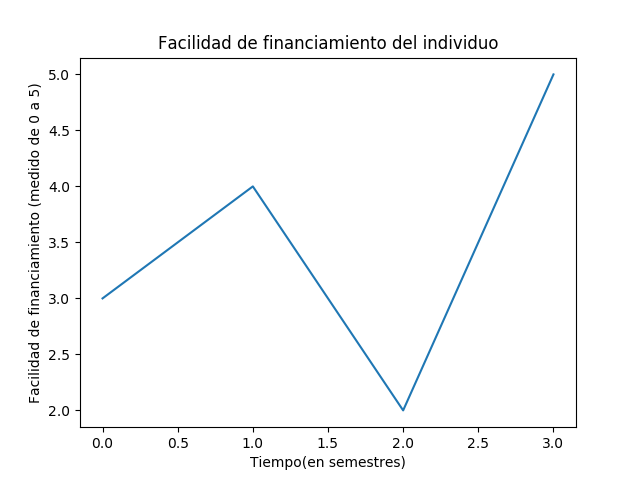 Facilidad de financiamiento del individuo
Facilidad de financiamiento (medido de 0 a 5)
5.0
4.5
4.0
3.5
3.0
2.5
2.0
0.0 0.5 1.0 1.5 2.0 2.5 3.0
Tiempo(en semestres)